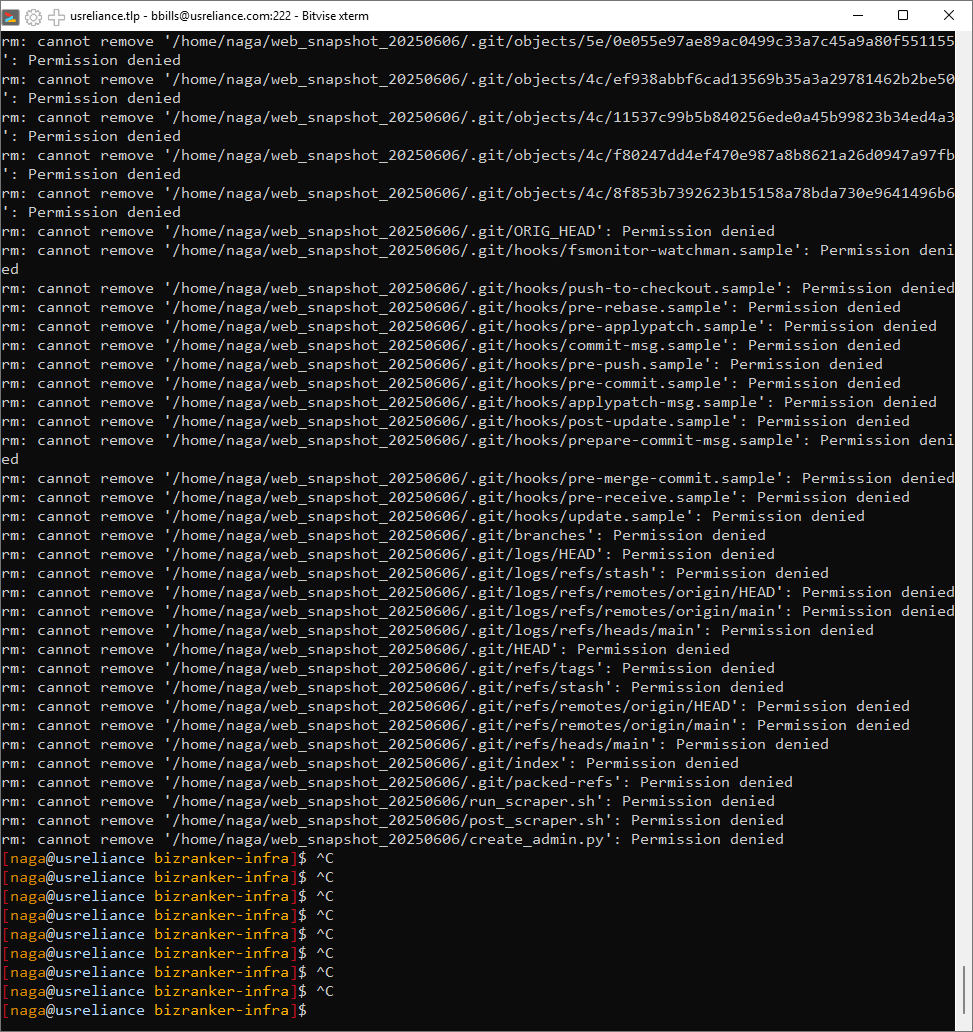 usreliance.tlp - bbills@usreliance.com:222 - Bitvise xterm
rm: cannot remove '/home/naga/web_snapshot_20250606/.git/objects/5e/0e055e97ae89ac0499c33a7c45a9a80f551155
': Permission denied
rm: cannot remove '/home/naga/web_snapshot_20250606/.git/objects/4c/ef938abbf6cad13569b35a3a29781462b2be50
': Permission denied
rm: cannot remove '/home/naga/web_snapshot_20250606/.git/objects/4c/11537c99b5b840256ede0a45b99823b34ed4a3
': Permission denied
rm: cannot remove '/home/naga/web_snapshot_20250606/.git/objects/4c/f80247dd4ef470e987a8b8621a26d0947a97fb
': Permission denied
rm: cannot remove '/home/naga/web_snapshot_20250606/.git/objects/4c/8f853b7392623b15158a78bda730e9641496b6
': Permission denied
rm: cannot remove '/home/naga/web_snapshot_20250606/.git/ORIG_HEAD': Permission denied
rm: cannot remove '/home/naga/web_snapshot_20250606/.git/hooks/fsmonitor-watchman.sample': Permission deni
ed
rm: cannot remove '/home/naga/web_snapshot_20250606/.git/hooks/push-to-checkout.sample': Permission denied
rm: cannot remove '/home/naga/web_snapshot_20250606/.git/hooks/pre-rebase.sample': Permission denied
rm: cannot remove '/home/naga/web_snapshot_20250606/.git/hooks/pre-applypatch.sample': Permission denied
rm: cannot remove '/home/naga/web_snapshot_20250606/.git/hooks/commit-msg.sample': Permission denied
rm: cannot remove '/home/naga/web_snapshot_20250606/.git/hooks/pre-push.sample': Permission denied
rm: cannot remove '/home/naga/web_snapshot_20250606/.git/hooks/pre-commit.sample': Permission denied
rm: cannot remove '/home/naga/web_snapshot_20250606/.git/hooks/applypatch-msg.sample': Permission denied
rm: cannot remove '/home/naga/web_snapshot_20250606/.git/hooks/post-update.sample': Permission denied
rm: cannot remove '/home/naga/web_snapshot_20250606/.git/hooks/prepare-commit-msg.sample': Permission deni
ed
rm: cannot remove '/home/naga/web_snapshot_20250606/.git/hooks/pre-merge-commit.sample': Permission denied
rm: cannot remove '/home/naga/web_snapshot_20250606/.git/hooks/pre-receive.sample': Permission denied
rm: cannot remove '/home/naga/web_snapshot_20250606/.git/hooks/update.sample': Permission denied
rm: cannot remove '/home/naga/web_snapshot_20250606/.git/branches': Permission denied
rm: cannot remove '/home/naga/web_snapshot_20250606/.git/logs/HEAD': Permission denied
rm: cannot remove '/home/naga/web_snapshot_20250606/.git/logs/refs/stash': Permission denied
rm: cannot remove '/home/naga/web_snapshot_20250606/.git/logs/refs/remotes/origin/HEAD': Permission denied
rm: cannot remove '/home/naga/web_snapshot_20250606/.git/logs/refs/remotes/origin/main': Permission denied
rm: cannot remove '/home/naga/web_snapshot_20250606/.git/logs/refs/heads/main': Permission denied
rm: cannot remove '/home/naga/web_snapshot_20250606/.git/HEAD': Permission denied
rm: cannot remove '/home/naga/web_snapshot_20250606/.git/refs/tags': Permission denied
rm: cannot remove '/home/naga/web_snapshot_20250606/.git/refs/stash': Permission denied
rm: cannot remove '/home/naga/web_snapshot_20250606/.git/refs/remotes/origin/HEAD': Permission denied
rm: cannot remove '/home/naga/web_snapshot_20250606/.git/refs/remotes/origin/main': Permission denied
rm: cannot remove '/home/naga/web_snapshot_20250606/.git/refs/heads/main': Permission denied
rm: cannot remove '/home/naga/web_snapshot_20250606/.git/index': Permission denied
rm: cannot remove '/home/naga/web_snapshot_20250606/.git/packed-refs': Permission denied
rm: cannot remove '/home/naga/web_snapshot_20250606/run_scraper.sh': Permission denied
rm: cannot remove '/home/naga/web_snapshot_20250606/post_scraper.sh': Permission denied
rm: cannot remove '/home/naga/web_snapshot_20250606/create_admin.py': Permission denied
[naga@usreliance bizranker-infra]$ ^C
[naga@usreliance bizranker-infra]$ ^C
[naga@usreliance bizranker-infra]$ ^C
[naga@usreliance bizranker-infra]$ ^C
[naga@usreliance bizranker-infra]$ ^C
[naga@usreliance bizranker-infra]$ ^C
[naga@usreliance bizranker-infra]$ ^C
[naga@usreliance bizranker-infra]$ ^C
[naga@usreliance bizranker-infra]$